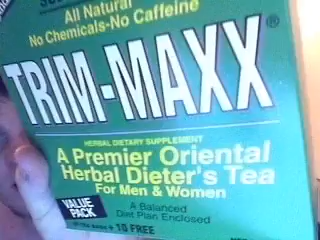 All Natural
No Chemicals-No Caffeine
TRIM-MAXX®
HERBAL DIETARY SUPPLEMENT
A Premier Oriental
Herbal Dieter's Tea
For Men & Women
VALUE
PACK
A Balanced
Diet Plan Enclosed
10 FREE